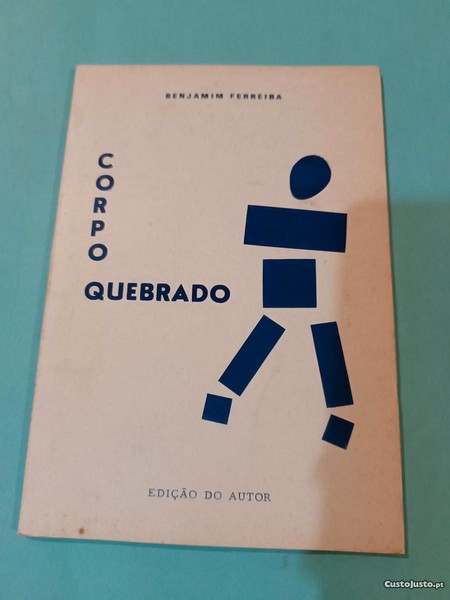 BENJAMIM FERREIRA
CORPO
QUEBRADO
EDIÇÃO DO AUTOR
CustoJusto.pt